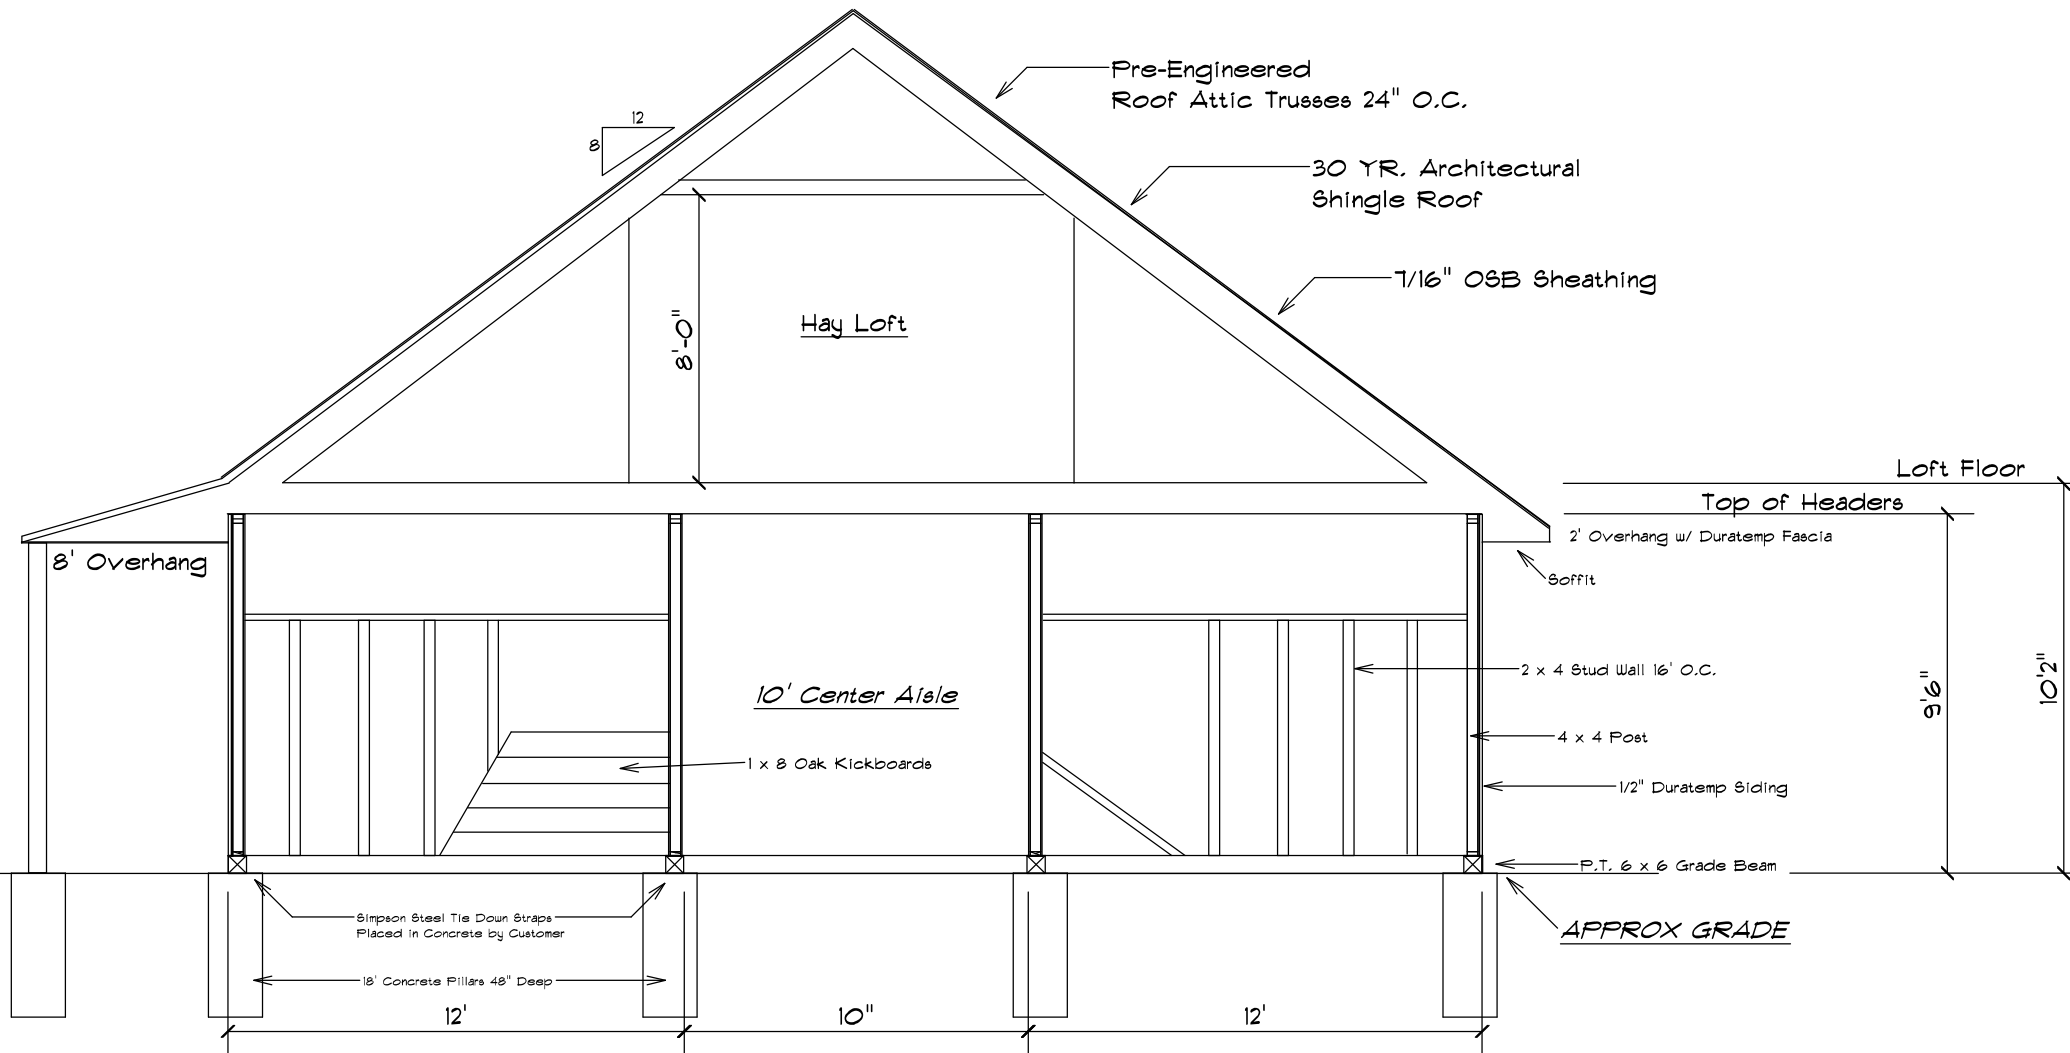 Pre-Engineered
Roof Attic Trusses 24" O.C.
12
8
30 YR. Architectural
Shingle Roof
7/16" OSB Sheathing
Hay Loft
8'-0"
Loft Floor
Top of Headers
2' Overhang w/ Duratemp Fascia
8' Overhang
Soffit
2 x 4 Stud Wall 16' O.C.
9'6"
10'2"
10' Center Aisle
4 x 4 Post
1 x 8 Oak Kickboards
1/2" Duratemp Siding
P.T. 6 x 6 Grade Beam
Simpson Steel Tie Down Straps
Placed in Concrete by Customer
APPROX GRADE
18' Concrete Pillars 48" Deep
12'
10"
12'